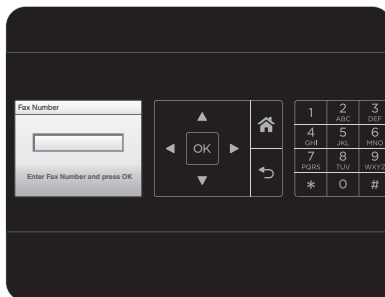 Fax Number
Enter Fax Number and press OK
OK
1
2
ABC
3
DEF
4
GHI
5
JKL
6
MNO
7
PQRS
8
TUV
9
WXYZ
*
0
#